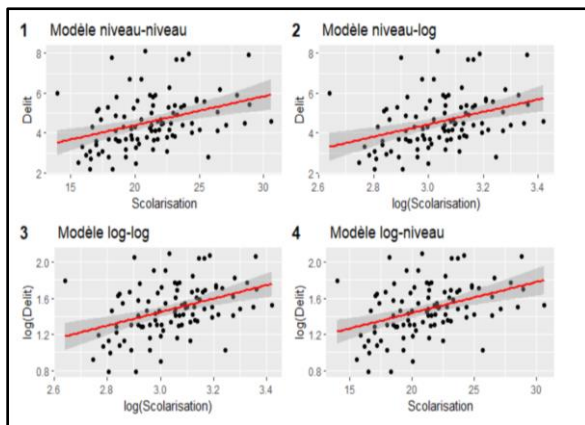 1 Modèle niveau-niveau
8
6
4
2
Delit
15 20 25 30
Scolarisation
2 Modèle niveau-log
8
6
4
2
Delit
2.6 2.8 3.0 3.2 3.4
log(Scolarisation)
3 Modèle log-log
2.0
1.6
1.2
0.8
log(Delit)
2.6 2.8 3.0 3.2 3.4
log(Scolarisation)
4 Modèle log-niveau
2.0
1.6
1.2
0.8
log(Delit)
15 20 25 30
Scolarisation